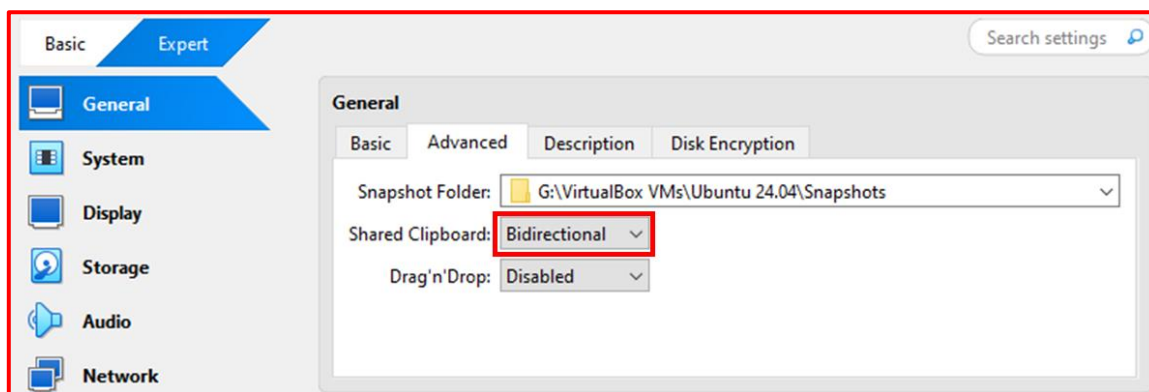 Basic Expert Search settings
General
System
Display
Storage
Audio
Network
General
Basic Advanced Description Disk Encryption
Snapshot Folder: G:\VirtualBox VMs\Ubuntu 24.04\Snapshots
Shared Clipboard: Bidirectional
Drag'n'Drop: Disabled